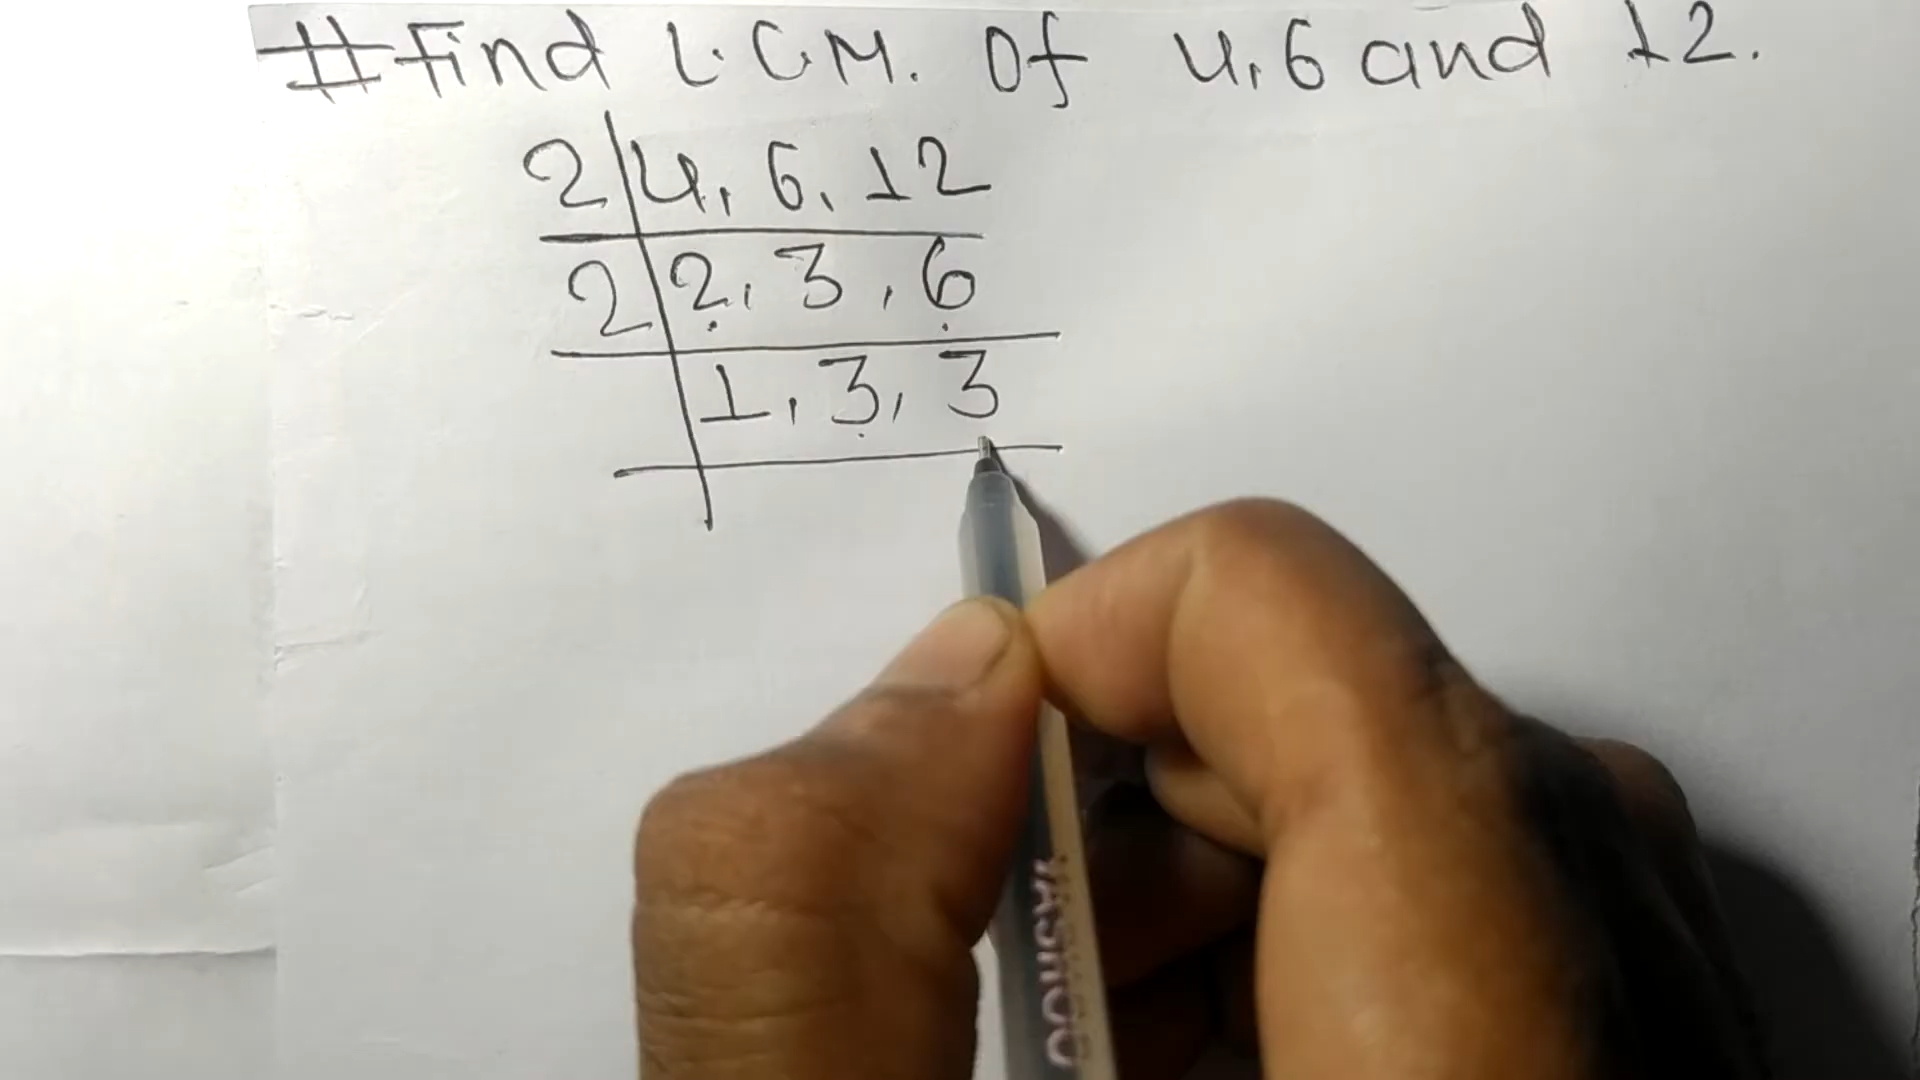 #Find L.C.M. Of 4,6 and 12.
2 4, 6, 12
2 2, 3, 6
1, 3, 3